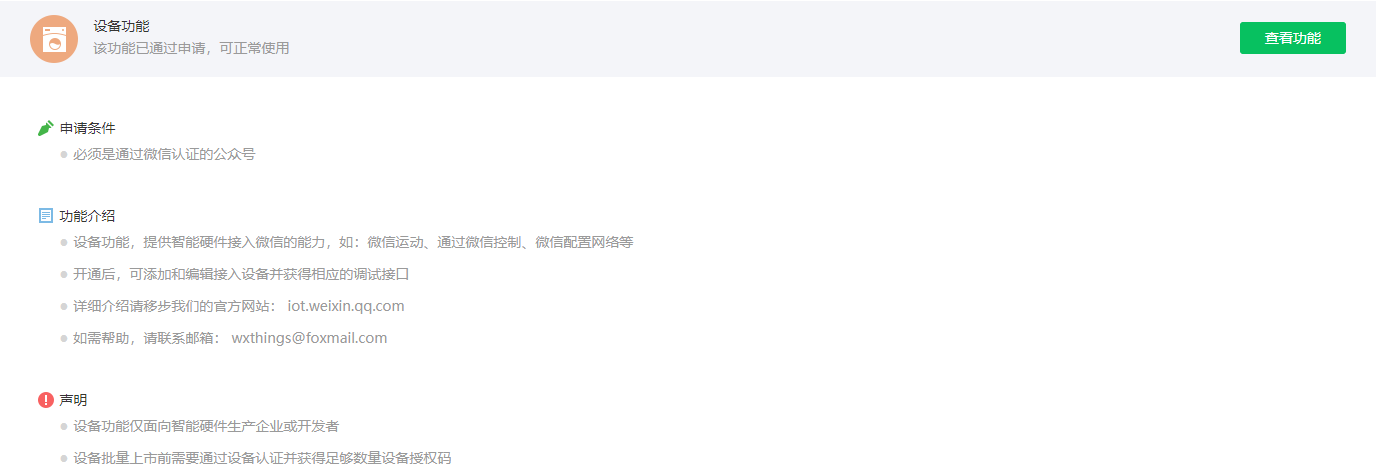 设备功能
该功能已通过申请，可正常使用
查看功能
申请条件
必须是通过微信认证的公众号
功能介绍
设备功能，提供智能硬件接入微信的能力，如：微信运动、通过微信控制、微信配置网络等
开通后，可添加和编辑接入设备并获得相应的调试接口
详细介绍请移步我们的官方网站： iot.weixin.qq.com
如需帮助，请联系邮箱： wxthings@foxmail.com
声明
设备功能仅面向智能硬件生产企业或开发者
设备批量上市前需要通过设备认证并获得足够数量设备授权码